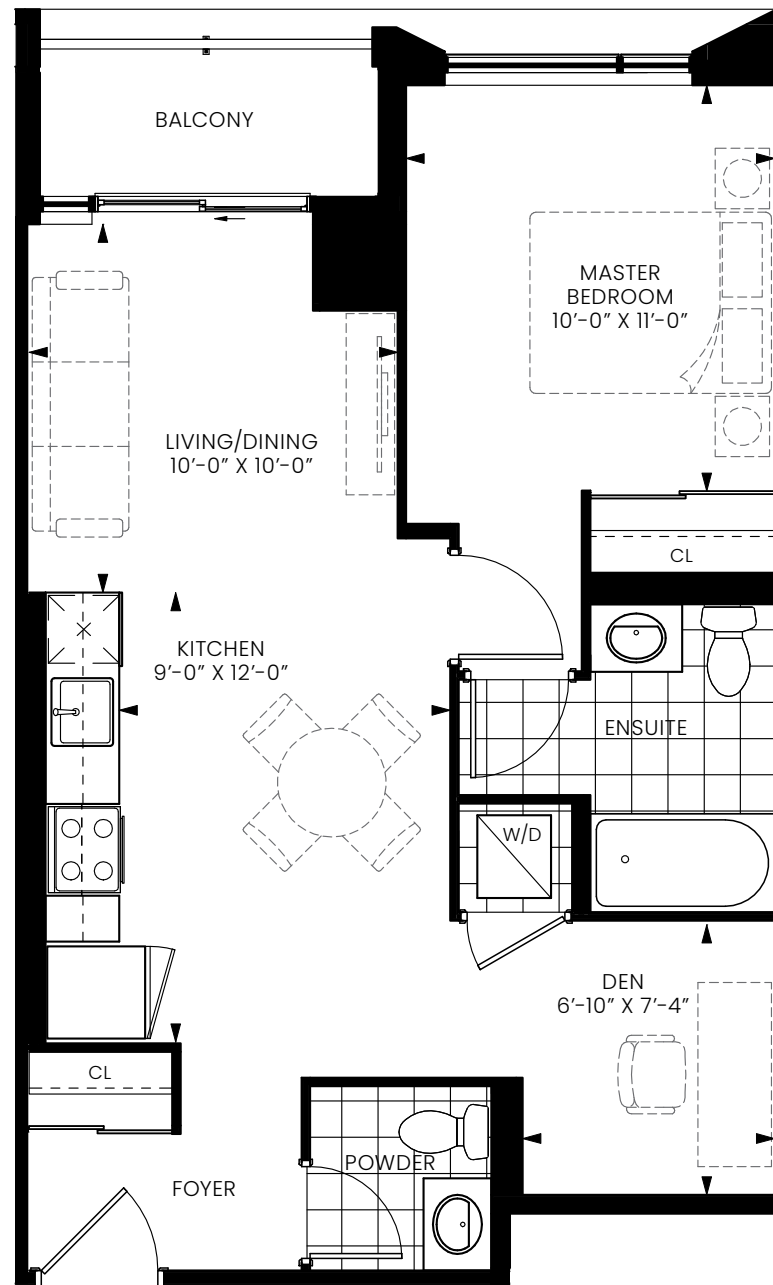 BALCONY
MASTER
BEDROOM
10’-0” X 11’-0”
LIVING/DINING
10’-0” X 10’-0”
CL
KITCHEN
9’-0” X 12’-0”
ENSUITE
W/D
DEN
6’-10” X 7’-4”
CL
POWDER
FOYER